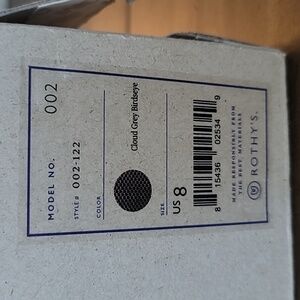 MODEL NO. 002
STYLE# 002-122
COLOR
Cloud Grey Birdseye
SIZE
US 8
8 15436 02534 9
MADE RESPONSIBLY FROM
THE BEST MATERIALS
ROTHY'S.